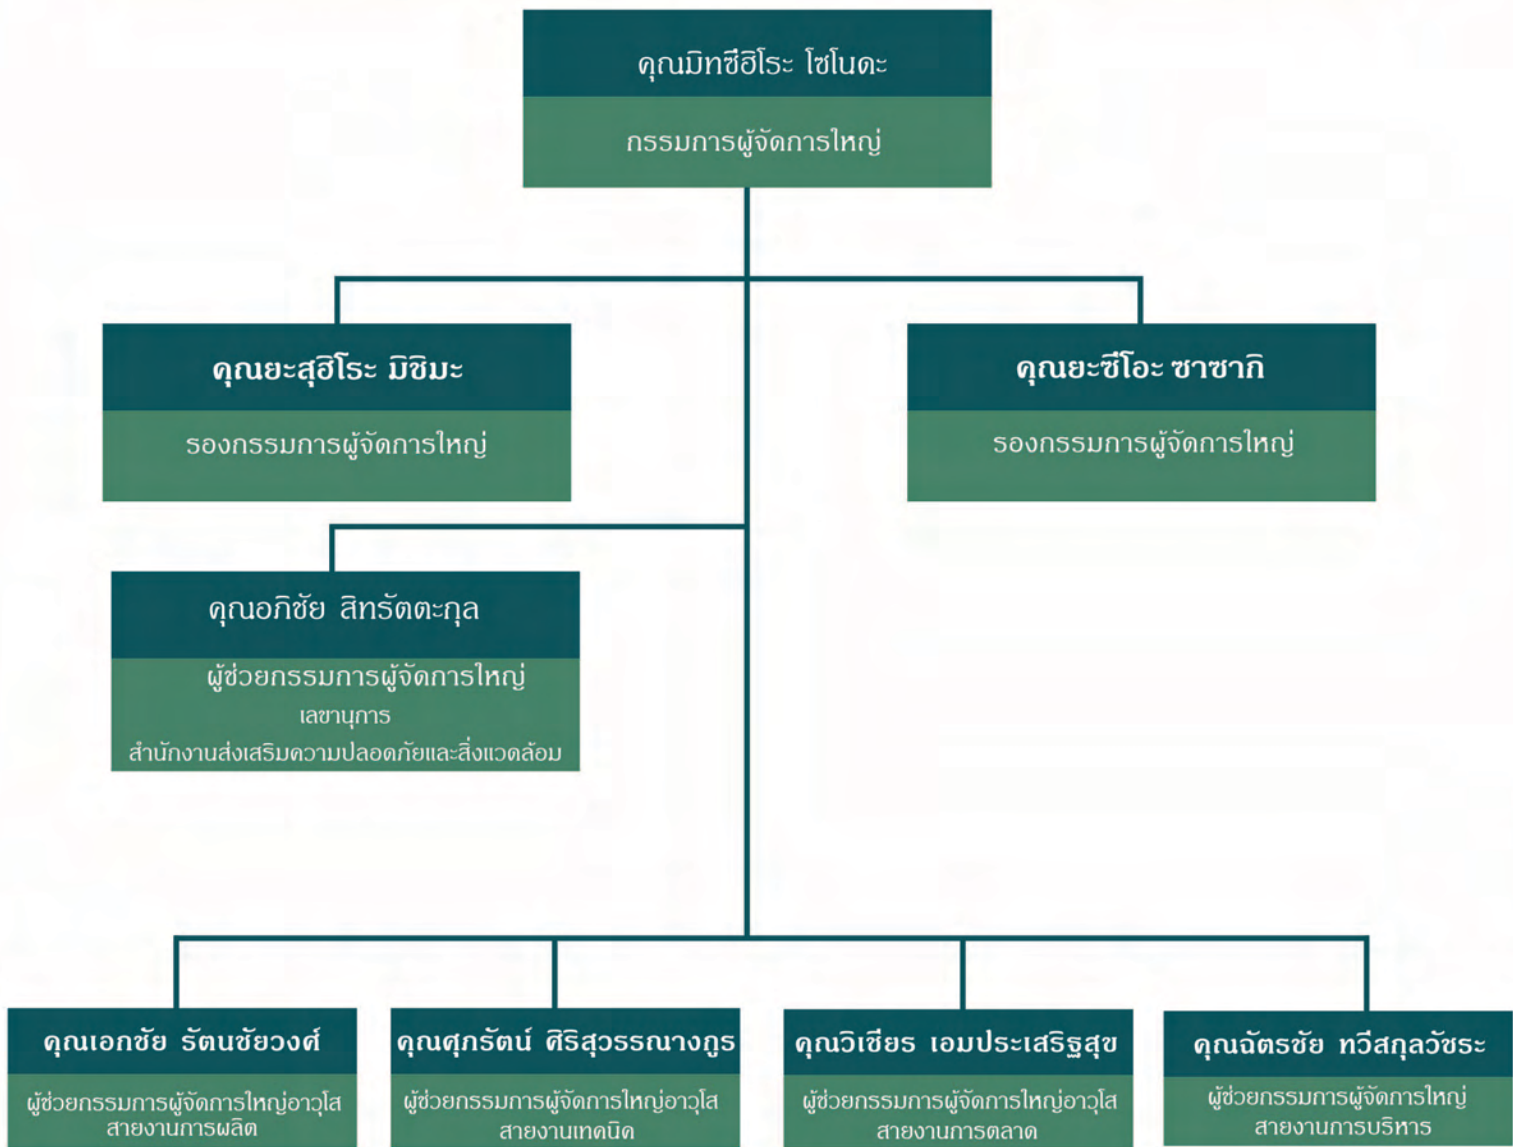 คุณมิทซึฮิโระ โซโนดะ
กรรมการผู้จัดการใหญ่
คุณยะสุฮิโระ มิชิมะ
รองกรรมการผู้จัดการใหญ่
คุณยะซึโอะ ซาซากิ
รองกรรมการผู้จัดการใหญ่
คุณอภิชัย สิทธัตตะกุล
ผู้ช่วยกรรมการผู้จัดการใหญ่
เลขานุการ
สำนักงานส่งเสริมความปลอดภัยและสิ่งแวดล้อม
คุณเอกชัย รัตนชัยวงศ์
ผู้ช่วยกรรมการผู้จัดการใหญ่อาวุโส
สายงานการผลิต
คุณศุภรัตน์ ศิริสุวรรณางกูร
ผู้ช่วยกรรมการผู้จัดการใหญ่อาวุโส
สายงานเทคนิค
คุณวิเชียร เอมประเสริฐสุข
ผู้ช่วยกรรมการผู้จัดการใหญ่อาวุโส
สายงานการตลาด
คุณฉัตรชัย ทวีสกุลวัชระ
ผู้ช่วยกรรมการผู้จัดการใหญ่
สายงานการบริหาร